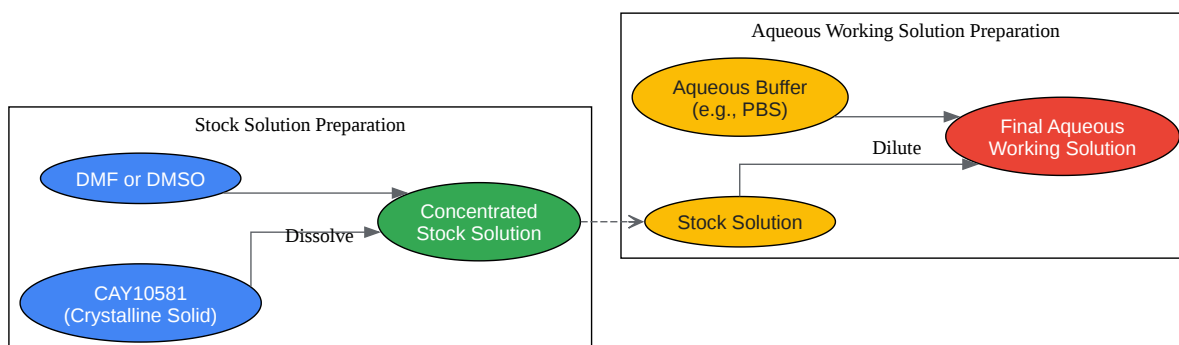 Stock Solution Preparation
DMF or DMSO
CAY10581
(Crystalline Solid)
Dissolve
Concentrated
Stock Solution
Aqueous Working Solution Preparation
Aqueous Buffer
(e.g., PBS)
Stock Solution
Dilute
Final Aqueous
Working Solution